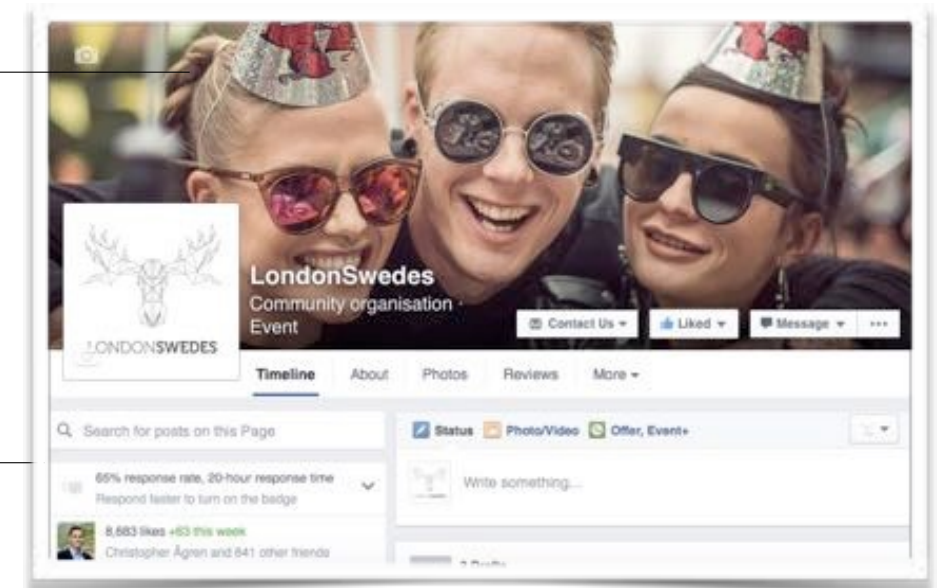 LondonSwedes
Community organisation ·
Event
Contact Us
Liked
Message
LONDONSWEDES
Timeline
About
Photos
Reviews
More
Search for posts on this Page
Status
Photo/Video
Offer, Event+
65% response rate, 20-hour response time
Respond faster to turn on the badge
Write something...
8,683 likes +63 this week
Christopher Ågren and 841 other friends